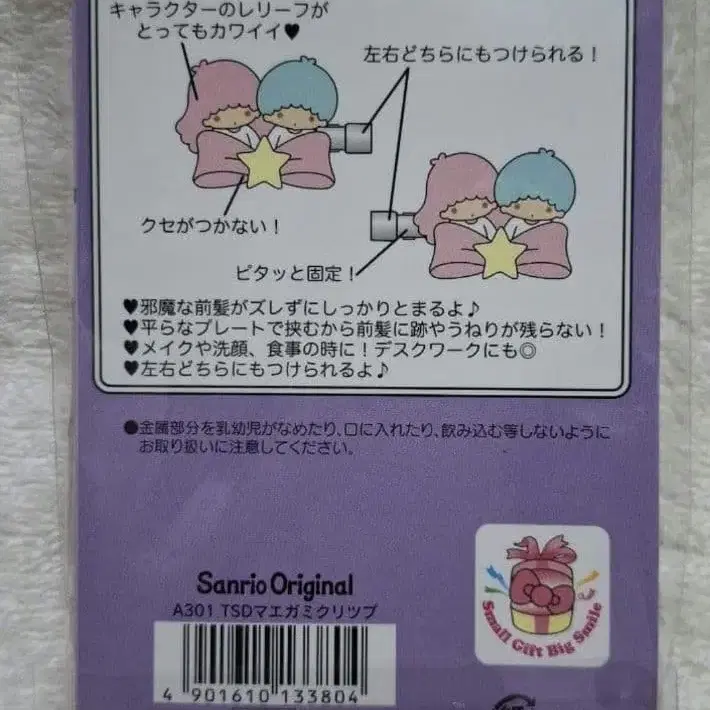 キャラクターのレリーフが
とってもカワイイ♥
左右どちらにもつけられる！
クセがつかない！
ピタッと固定！
♥邪魔な前髪がズレずにしっかりとまるよ♪
♥平らなプレートで挟むから前髪に跡やうねりが残らない！
♥メイクや洗顔、食事の時に！デスクワークにも◎
♥左右どちらにもつけられるよ♪
●金属部分を乳幼児がなめたり、口に入れたり、飲み込む等しないように
お取り扱いに注意してください。
Sanrio Original
A301 TSDマエガミクリツプ
4 901610 133804
Small Gift Big Smile